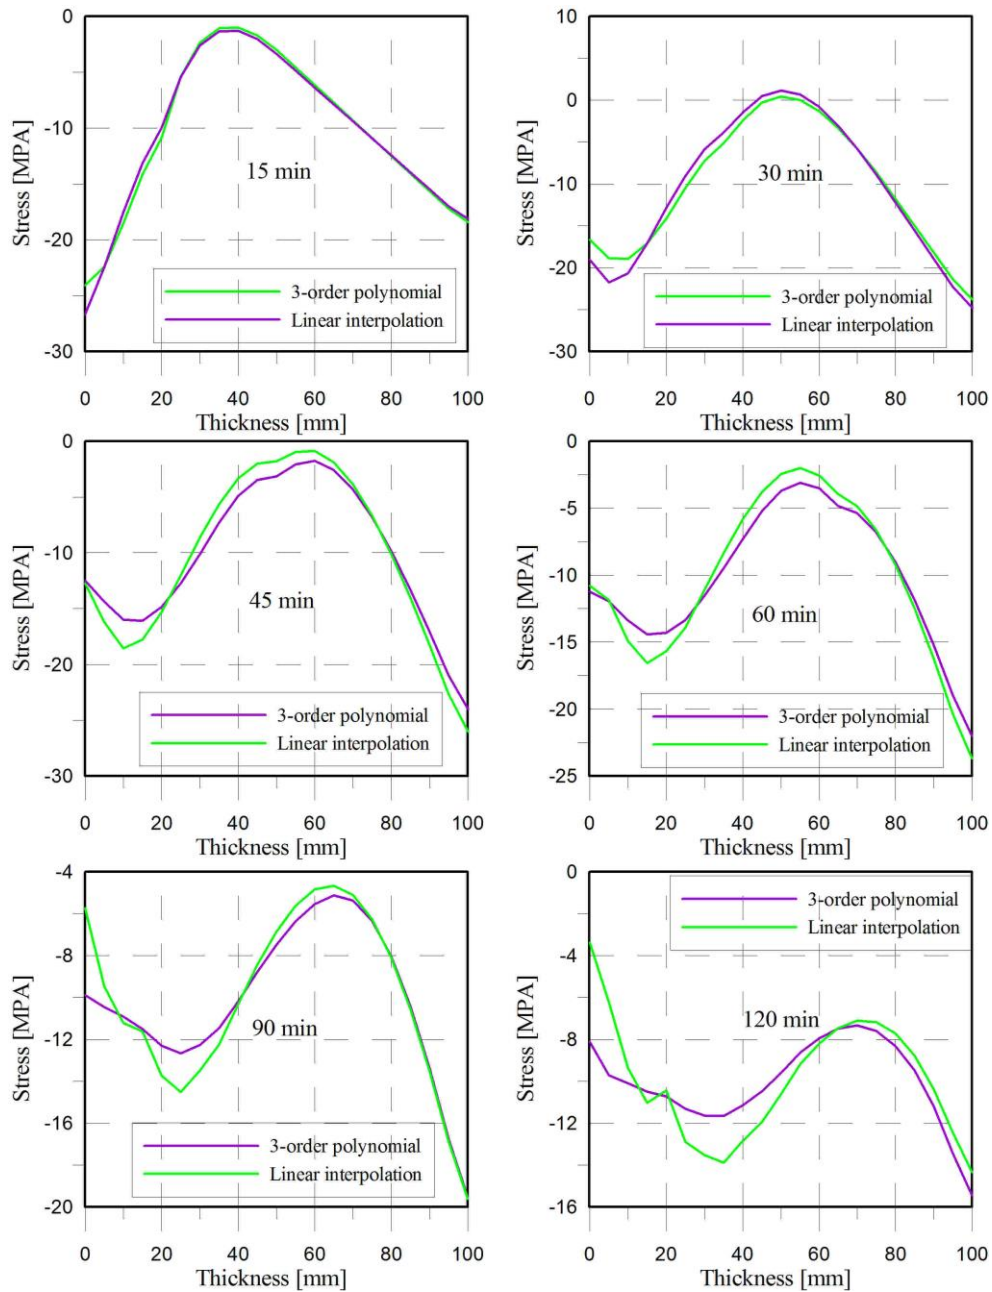 0
-10
-20
-30
Stress [MPA]
15 min
3-order polynomial
Linear interpolation
0 20 40 60 80 100
Thickness [mm]
10
0
-10
-20
-30
Stress [MPA]
30 min
3-order polynomial
Linear interpolation
0 20 40 60 80 100
Thickness [mm]
0
-10
-20
-30
Stress [MPA]
45 min
3-order polynomial
Linear interpolation
0 20 40 60 80 100
Thickness [mm]
0
-5
-10
-15
-20
-25
Stress [MPA]
60 min
3-order polynomial
Linear interpolation
0 20 40 60 80 100
Thickness [mm]
-4
-8
-12
-16
-20
Stress [MPA]
90 min
3-order polynomial
Linear interpolation
0 20 40 60 80 100
Thickness [mm]
0
-4
-8
-12
-16
Stress [MPA]
3-order polynomial
Linear interpolation
120 min
0 20 40 60 80 100
Thickness [mm]